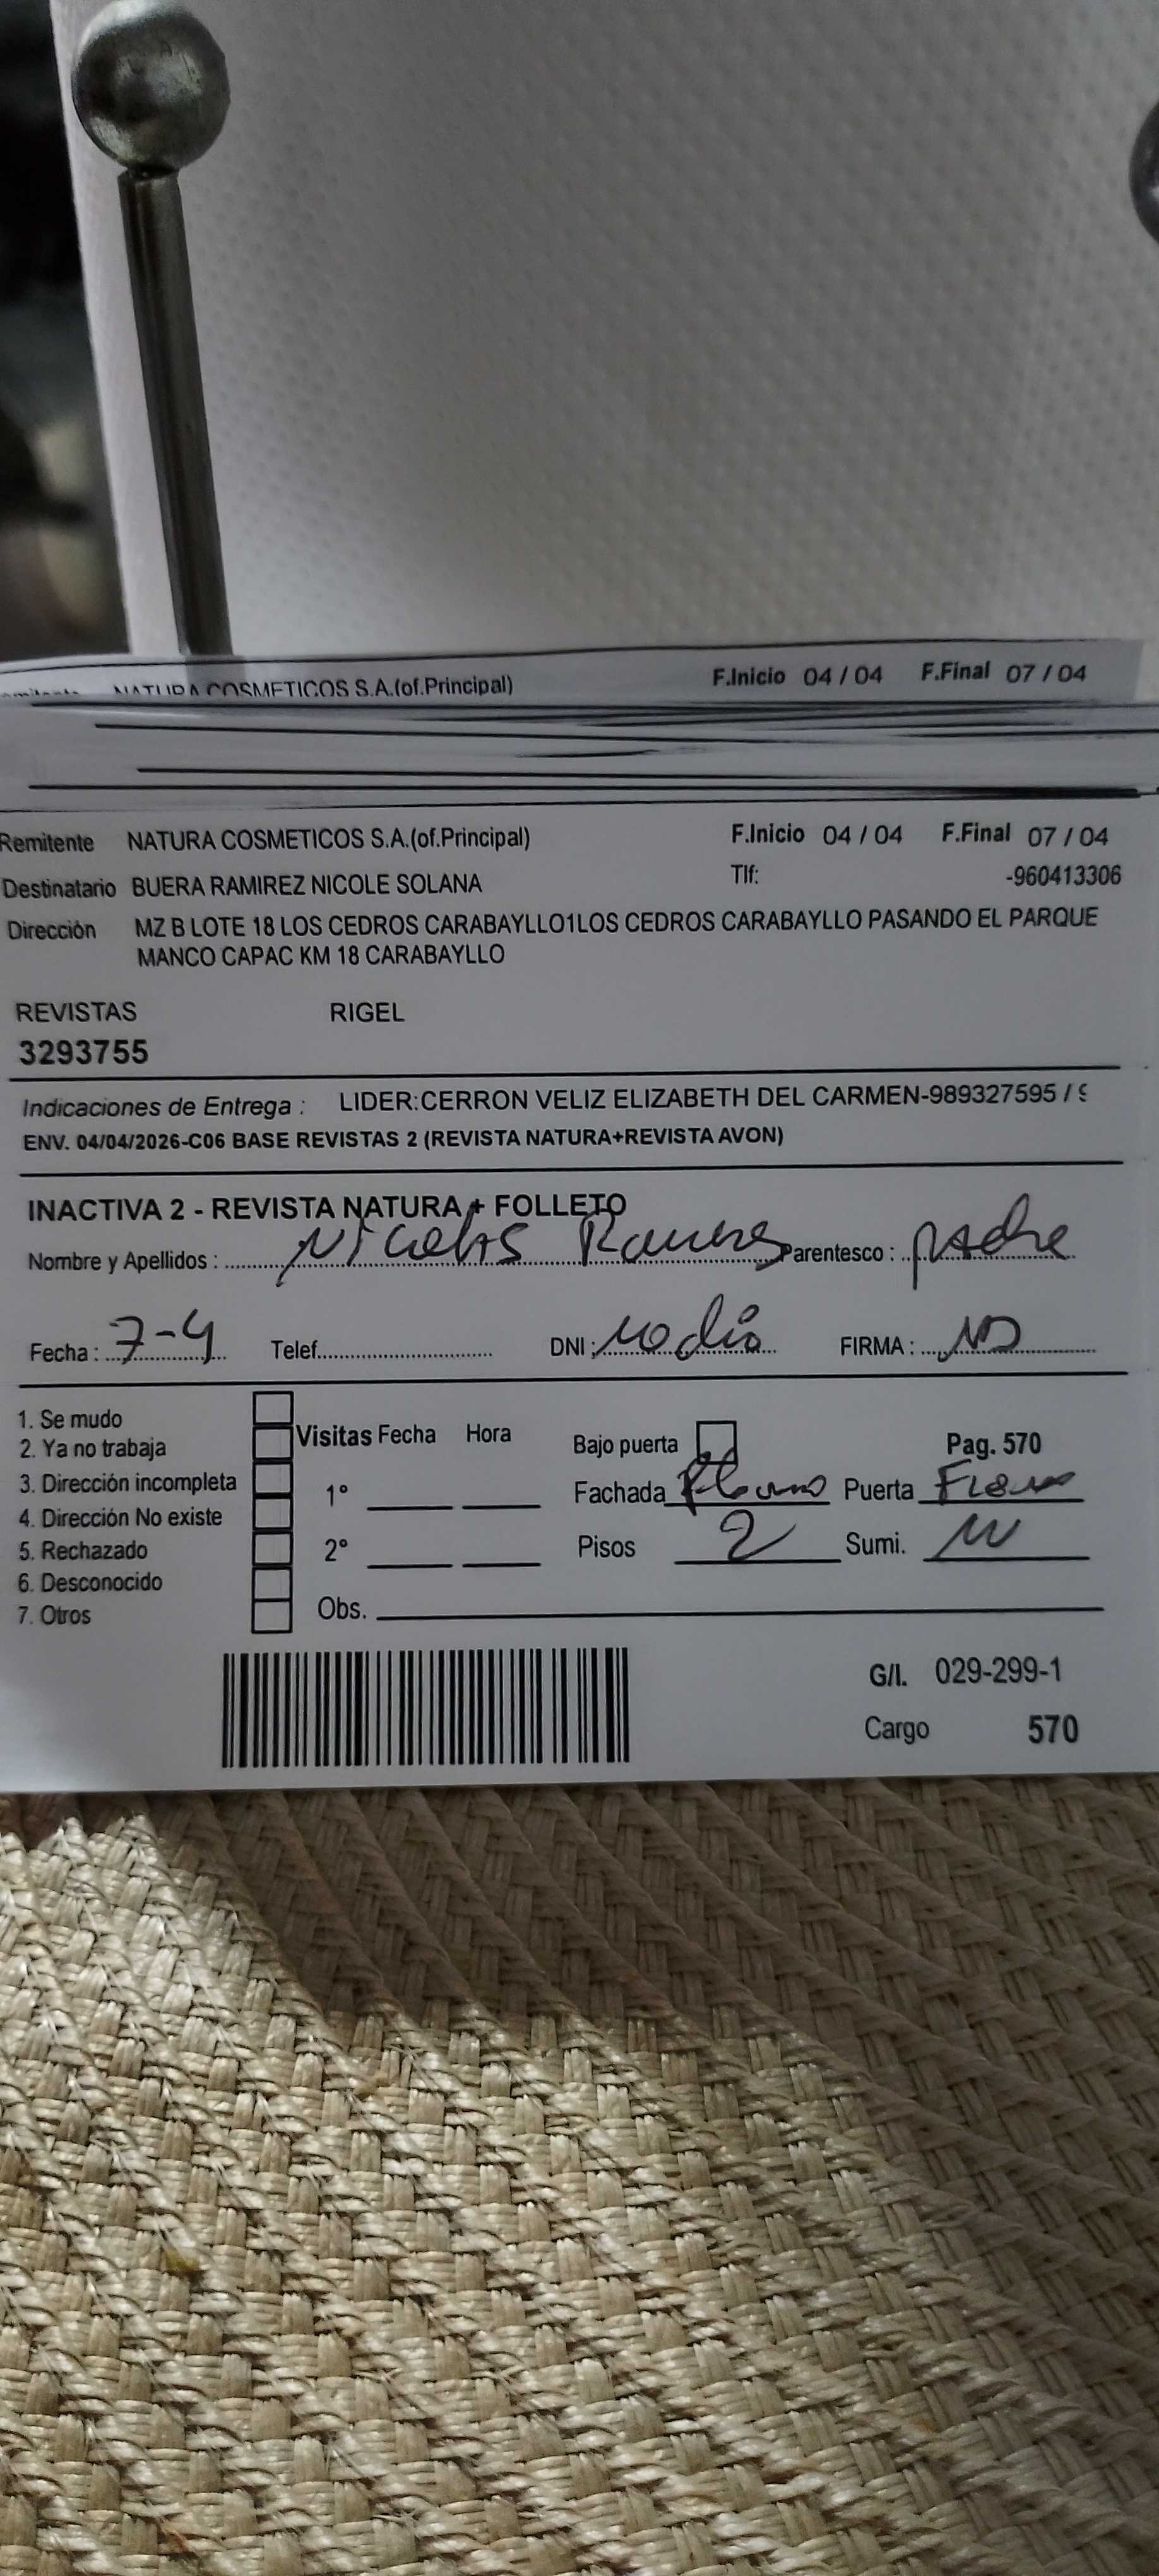 NATURA COSMETICOS S.A.(of.Principal) F.Inicio 04 / 04 F.Final 07 / 04
Remitente NATURA COSMETICOS S.A.(of.Principal) F.Inicio 04 / 04 F.Final 07 / 04
Destinatario BUERA RAMIREZ NICOLE SOLANA Tlf: -960413306
Dirección MZ B LOTE 18 LOS CEDROS CARABAYLLO1LOS CEDROS CARABAYLLO PASANDO EL PARQUE
MANCO CAPAC KM 18 CARABAYLLO
REVISTAS RIGEL
3293755
Indicaciones de Entrega : LIDER:CERRON VELIZ ELIZABETH DEL CARMEN-989327595 / 9
ENV. 04/04/2026-C06 BASE REVISTAS 2 (REVISTA NATURA+REVISTA AVON)
INACTIVA 2 - REVISTA NATURA + FOLLETO
Nombre y Apellidos : Nicolas Parentesco : padre
Fecha : 7-4 Telef. DNI : no dio FIRMA :
1. Se mudo
2. Ya no trabaja Visitas Fecha Hora Bajo puerta Pag. 570
3. Dirección incompleta 1° Fachada Puerta
4. Dirección No existe
5. Rechazado 2° Pisos 2 Sumi.
6. Desconocido
7. Otros Obs.
G/I. 029-299-1
Cargo 570